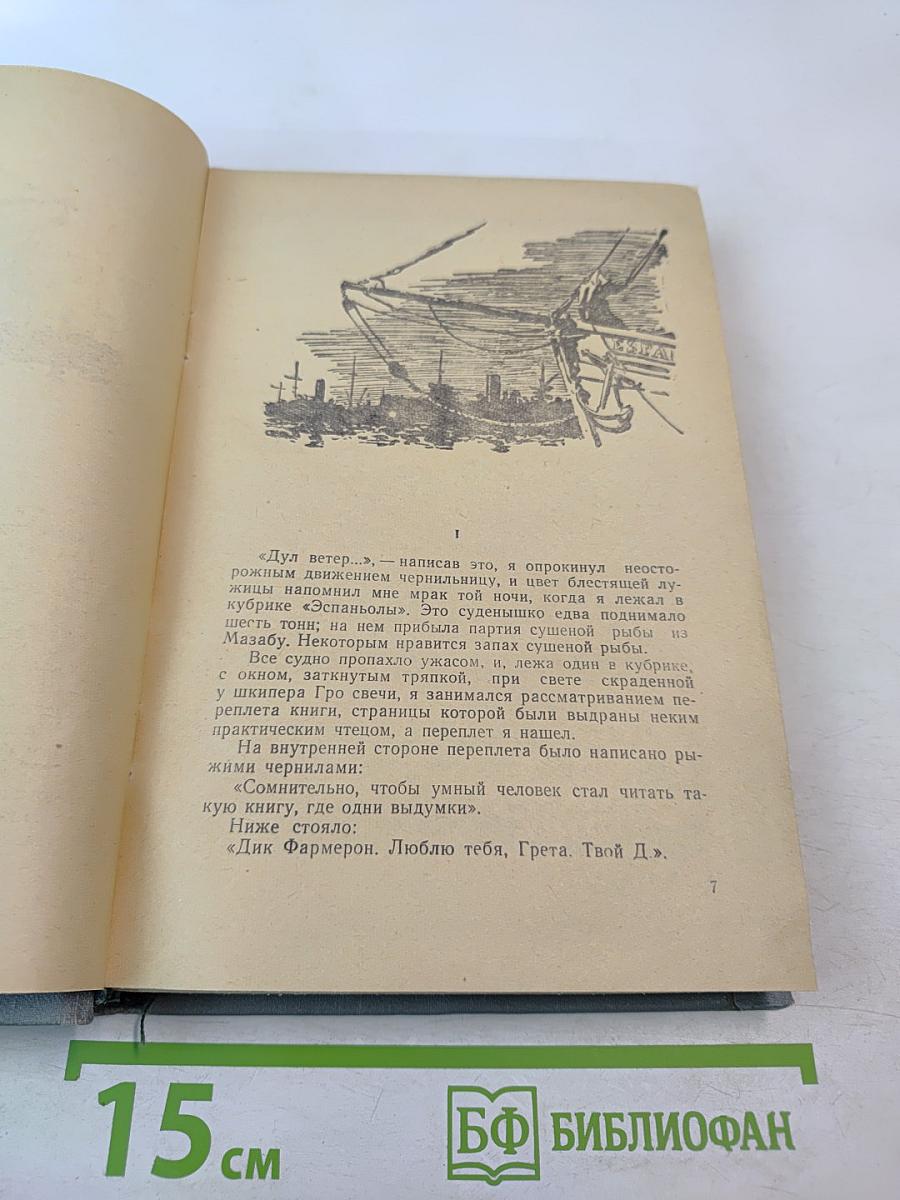 ESPA
I
«Дул ветер...», — написав это, я опрокинул неосто-
рожным движением чернильницу, и цвет блестящей лу-
жицы напомнил мне мрак той ночи, когда я лежал в
кубрике «Эспаньолы». Это суденышко едва поднимало
шесть тонн; на нем прибыла партия сушеной рыбы из
Мазабу. Некоторым нравится запах сушеной рыбы.
Все судно пропахло ужасом, и, лежа один в кубрике,
с окном, заткнутым тряпкой, при свете скраденной
у шкипера Гро свечи, я занимался рассматриванием пе-
реплета книги, страницы которой были выдраны неким
практическим чтецом, а переплет я нашел.
На внутренней стороне переплета было написано ры-
жими чернилами:
«Сомнительно, чтобы умный человек стал читать та-
кую книгу, где одни выдумки».
Ниже стояло:
«Дик Фармерон. Люблю тебя, Грета. Твой Д.».
7
15 см
БФ БИБЛИОФАН